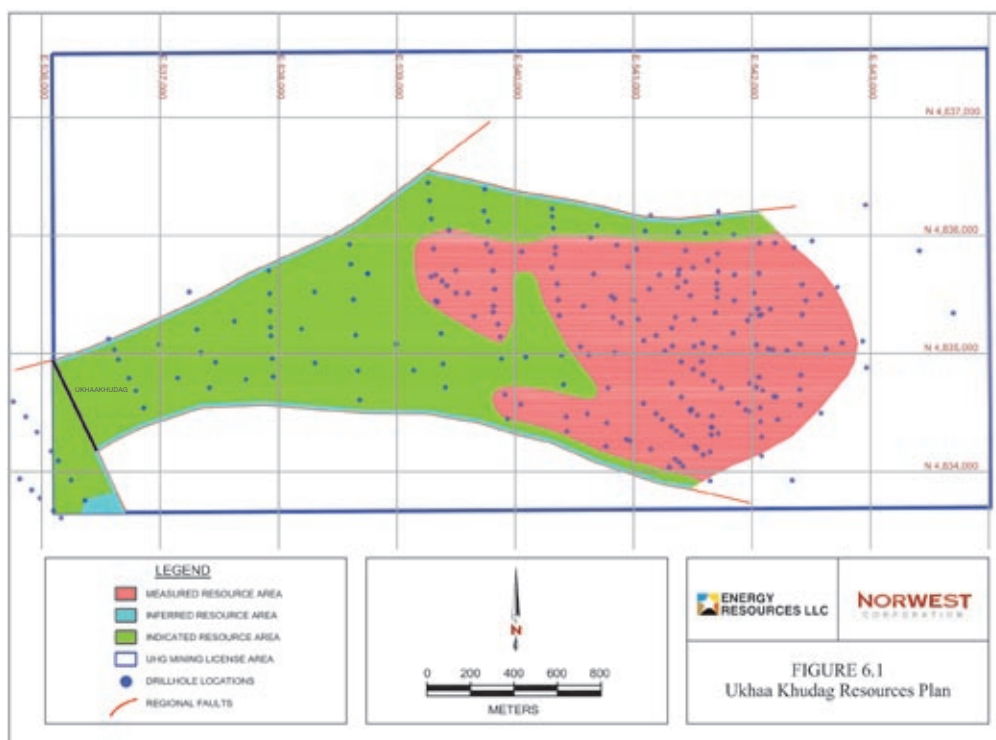 E 536,000
E 537,000
E 538,000
E 539,000
E 540,000
E 541,000
E 542,000
E 543,000
N 4,837,000
N 4,836,000
N 4,835,000
N 4,834,000
UKHAAKHUDAG
LEGEND
MEASURED RESOURCE AREA
INFERRED RESOURCE AREA
INDICATED RESOURCE AREA
UHG MINING LICENSE AREA
DRILLHOLE LOCATIONS
REGIONAL FAULTS
N
0 200 400 600 800
METERS
ENERGY
RESOURCES LLC
NORWEST
CORPORATION
FIGURE 6.1
Ukhaa Khudag Resources Plan